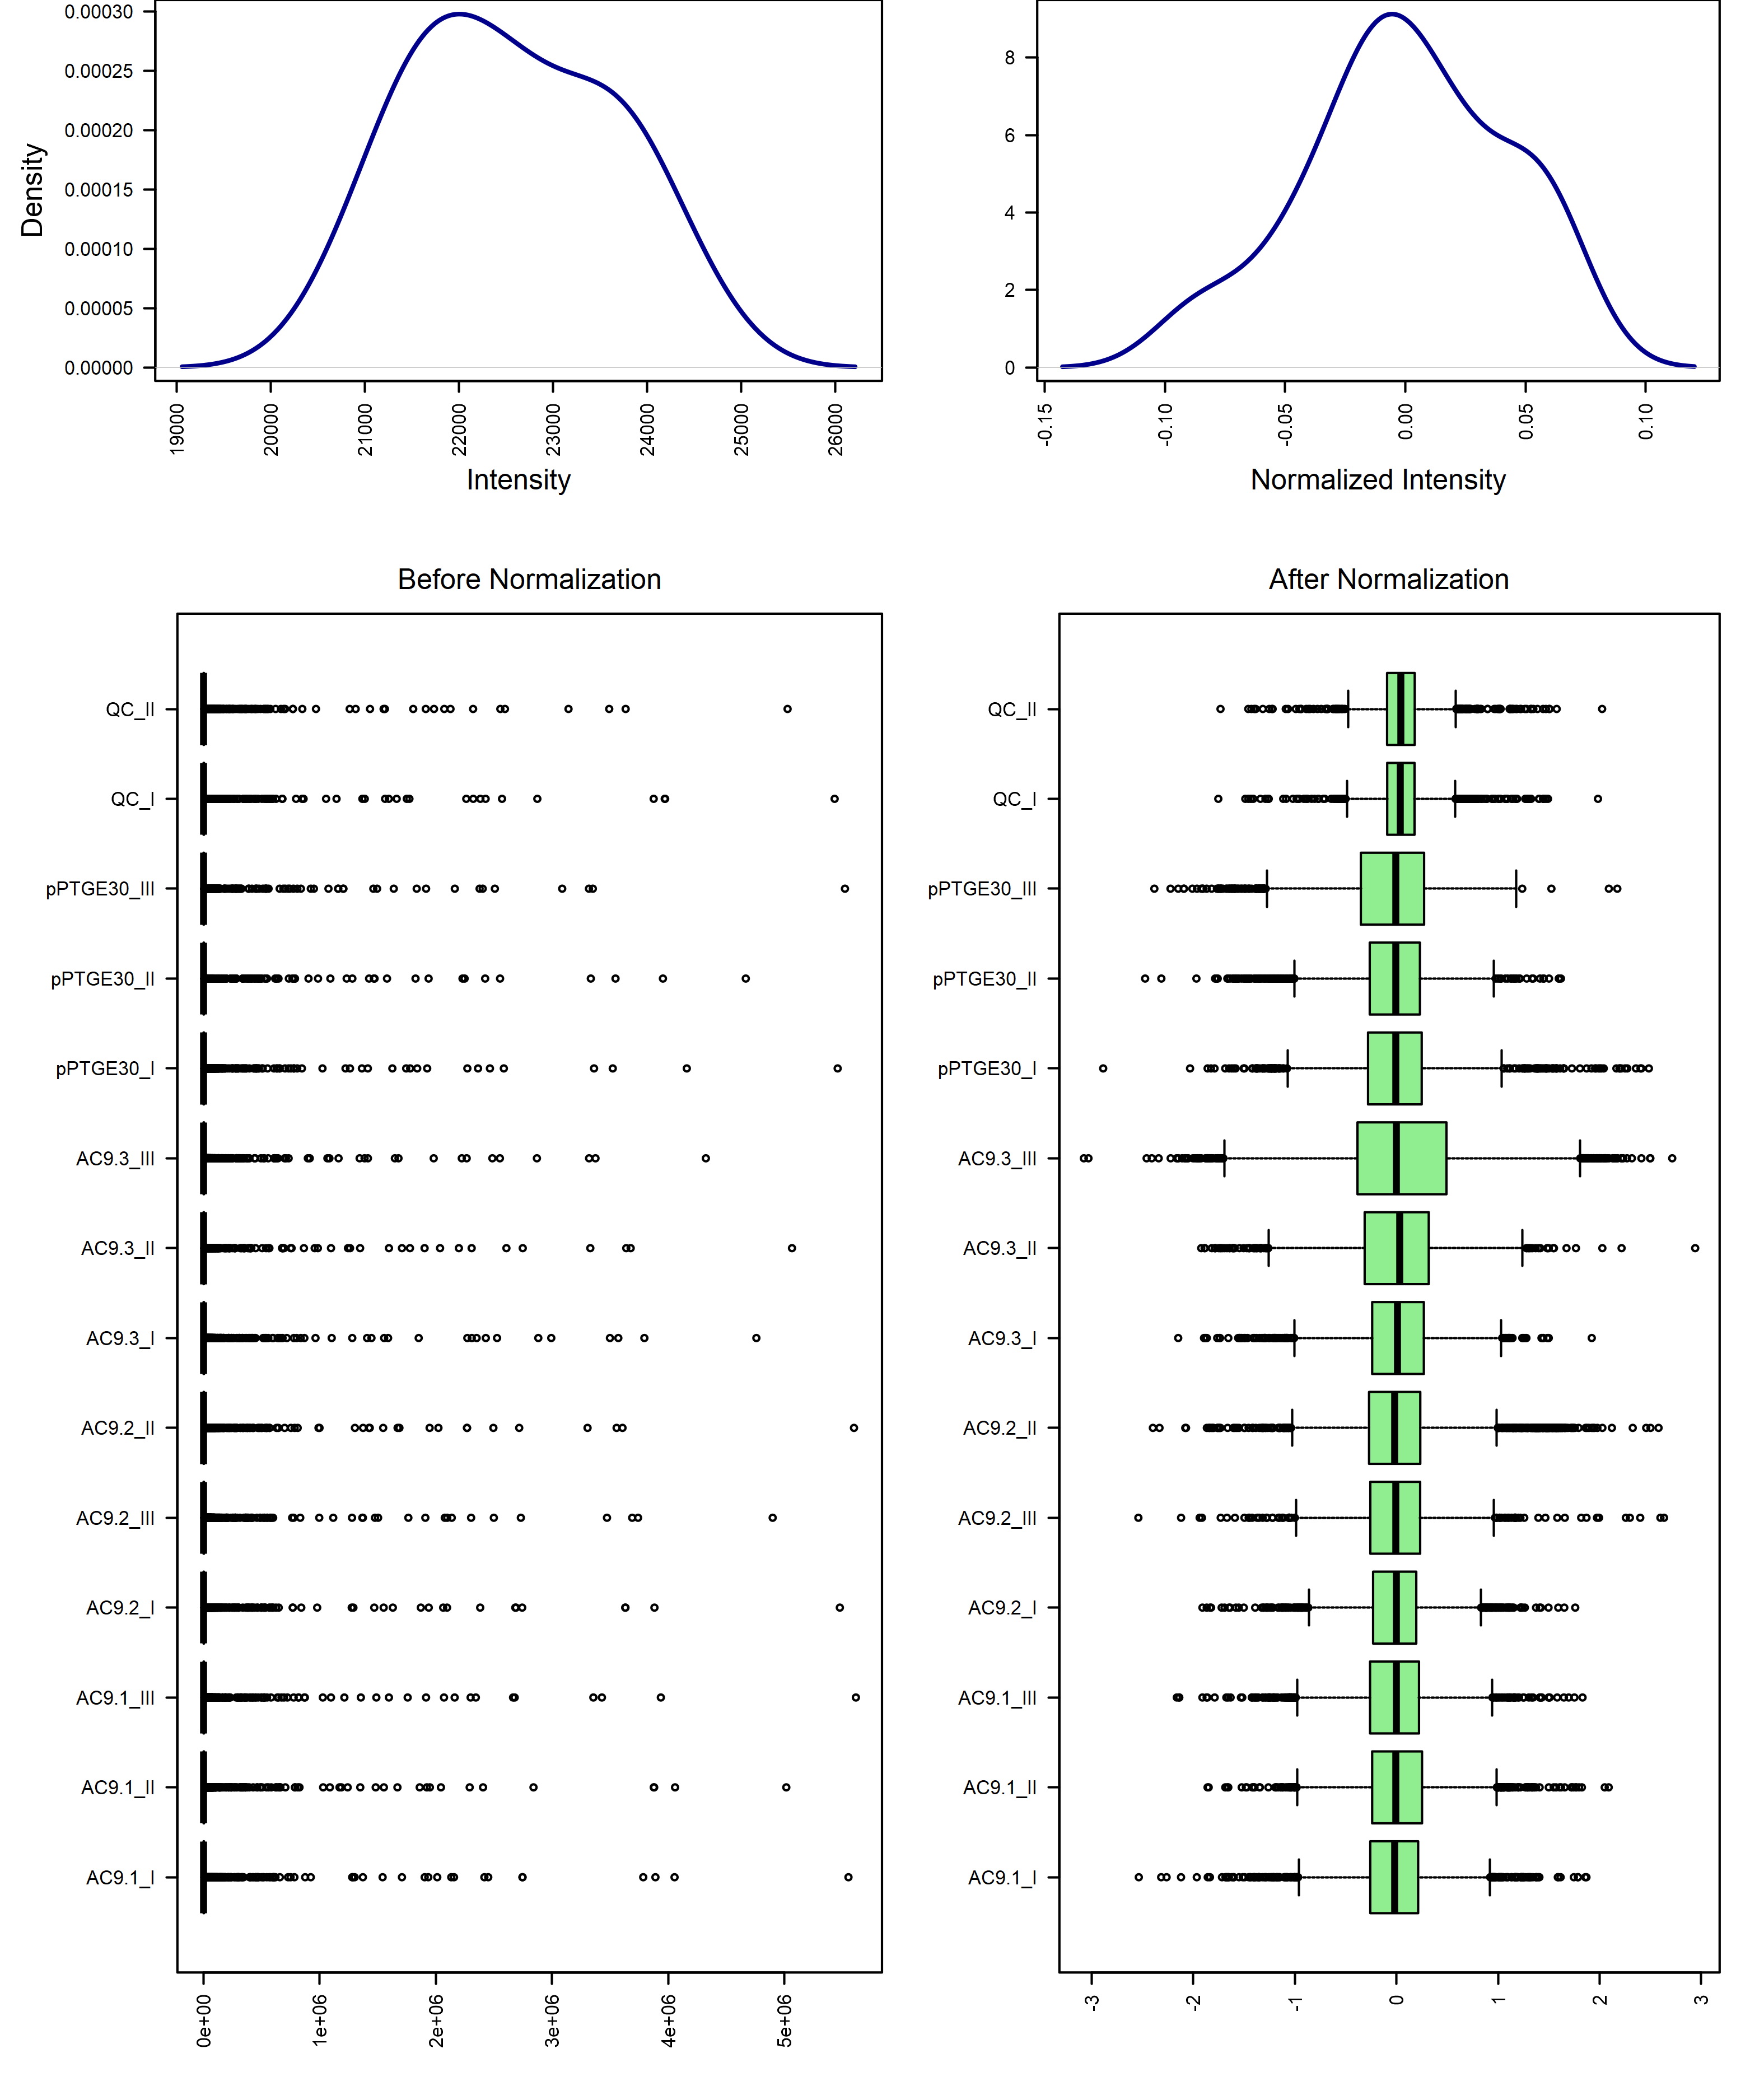 0.00030
0.00025
0.00020
0.00015
0.00010
0.00005
0.00000
Density
19000 20000 21000 22000 23000 24000 25000 26000
Intensity
8
6
4
2
0
-0.15 -0.10 -0.05 0.00 0.05 0.10
Normalized Intensity
Before Normalization
QC_II
QC_I
pPTGE30_III
pPTGE30_II
pPTGE30_I
AC9.3_III
AC9.3_II
AC9.3_I
AC9.2_II
AC9.2_III
AC9.2_I
AC9.1_III
AC9.1_II
AC9.1_I
0e+00 1e+06 2e+06 3e+06 4e+06 5e+06
After Normalization
QC_II
QC_I
pPTGE30_III
pPTGE30_II
pPTGE30_I
AC9.3_III
AC9.3_II
AC9.3_I
AC9.2_II
AC9.2_III
AC9.2_I
AC9.1_III
AC9.1_II
AC9.1_I
-3 -2 -1 0 1 2 3